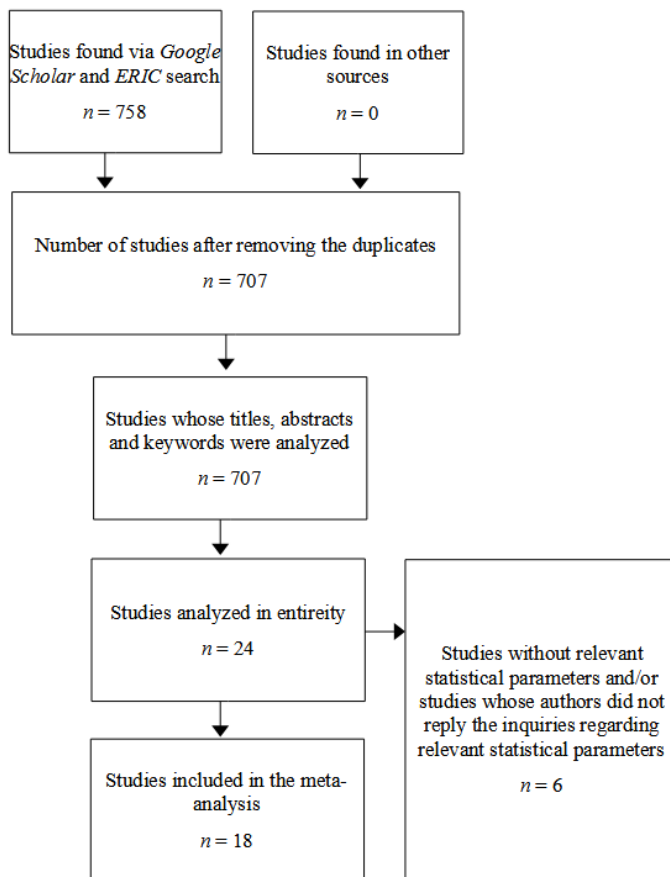 Studies found via Google
Scholar and ERIC search
n = 758
Studies found in other
sources
n = 0
Number of studies after removing the duplicates
n = 707
Studies whose titles, abstracts
and keywords were analyzed
n = 707
Studies analyzed in entireity
n = 24
Studies without relevant
statistical parameters and/or
studies whose authors did not
reply the inquiries regarding
relevant statistical parameters
n = 6
Studies included in the meta-
analysis
n = 18